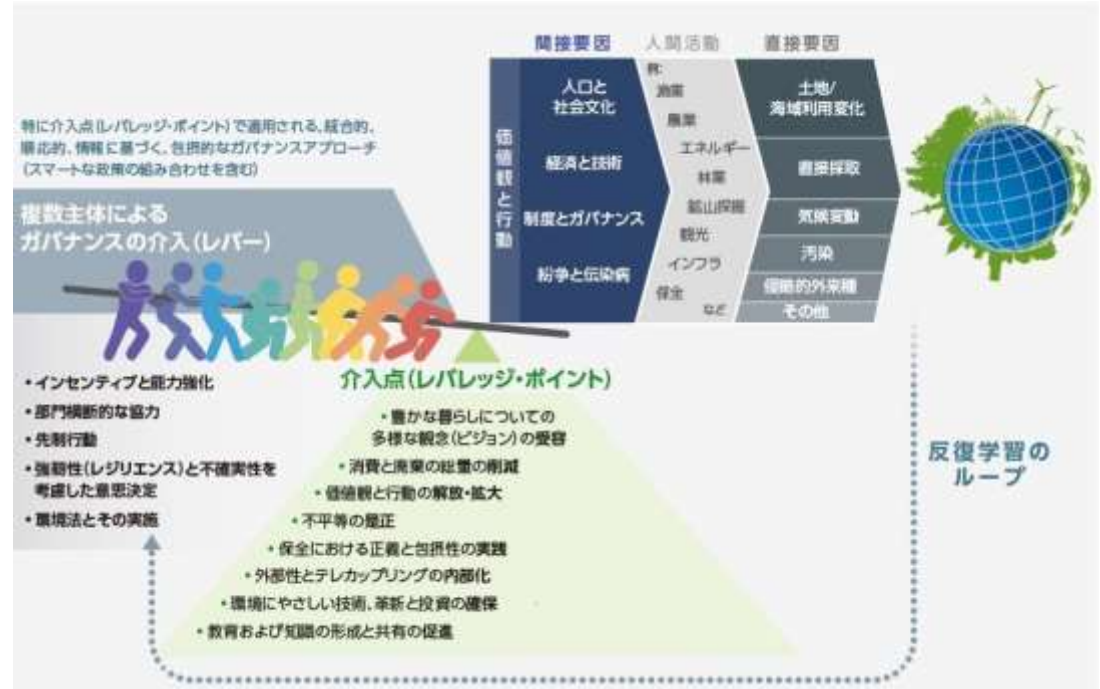 間接要因
人間活動
直接要因
価値観と行動
人口と
社会文化
経済と技術
制度とガバナンス
紛争と伝染病
例:
漁業
農業
エネルギー
林業
鉱山採掘
観光
インフラ
保全
など
土地/
海域利用変化
直接採取
気候変動
汚染
侵略的外来種
その他
特に介入点(レバレッジ・ポイント)で適用される、統合的、
順応的、情報に基づく、包摂的なガバナンスアプローチ
(スマートな政策の組み合わせを含む)
複数主体による
ガバナンスの介入(レバー)
・インセンティブと能力強化
・部門横断的な協力
・先制行動
・強靭性(レジリエンス)と不確実性を
考慮した意思決定
・環境法とその実施
介入点(レバレッジ・ポイント)
・豊かな暮らしについての
多様な観念(ビジョン)の受容
・消費と廃棄の総量の削減
・価値観と行動の解放・拡大
・不平等の是正
・保全における正義と包摂性の実践
・外部性とテレカップリングの内部化
・環境にやさしい技術、革新と投資の確保
・教育および知識の形成と共有の促進
反復学習の
ループ